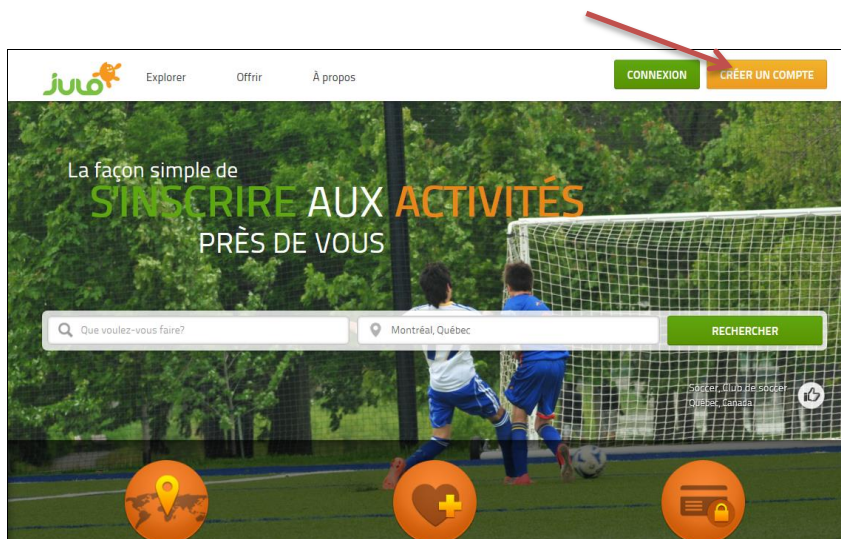 julo
Explorer
Offrir
À propos
CONNEXION
CRÉER UN COMPTE
La façon simple de
S'INSCRIRE AUX ACTIVITÉS
PRÈS DE VOUS
Que voulez-vous faire?
Montréal, Québec
RECHERCHER
Soccer, Club de soccer
Québec, Canada